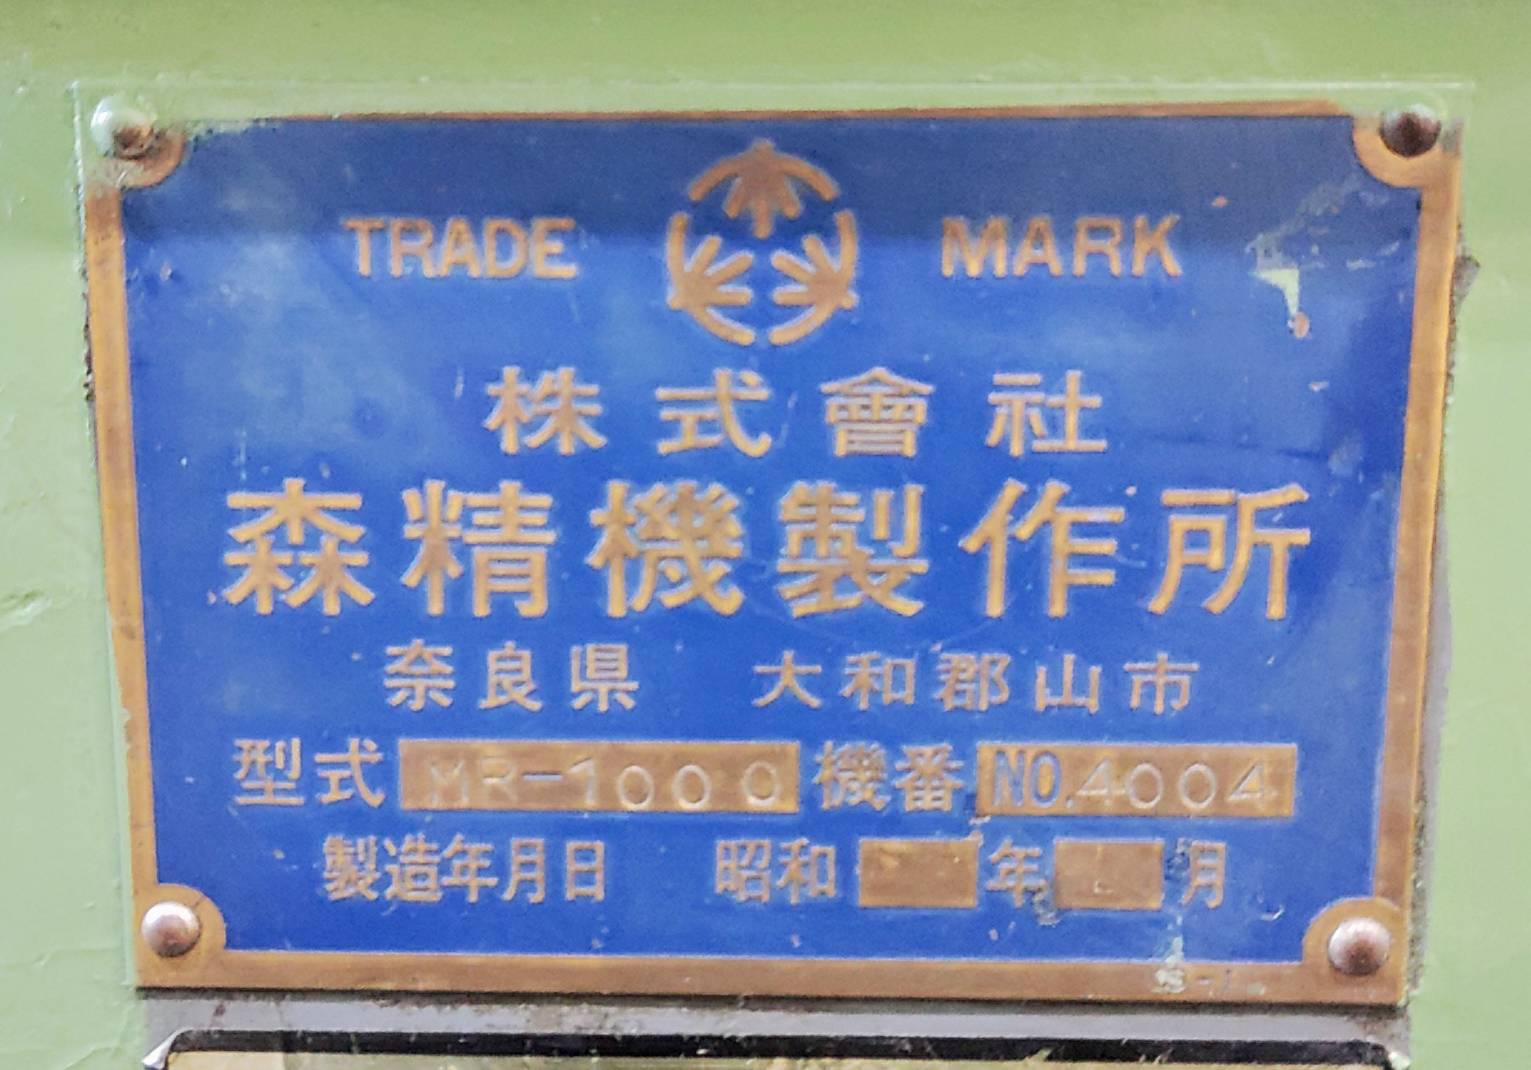 TRADE MARK
株式會社
森精機製作所
奈良県 大和郡山市
型式 MR-1000 機番 NO.4004
製造年月日 昭和 年 月